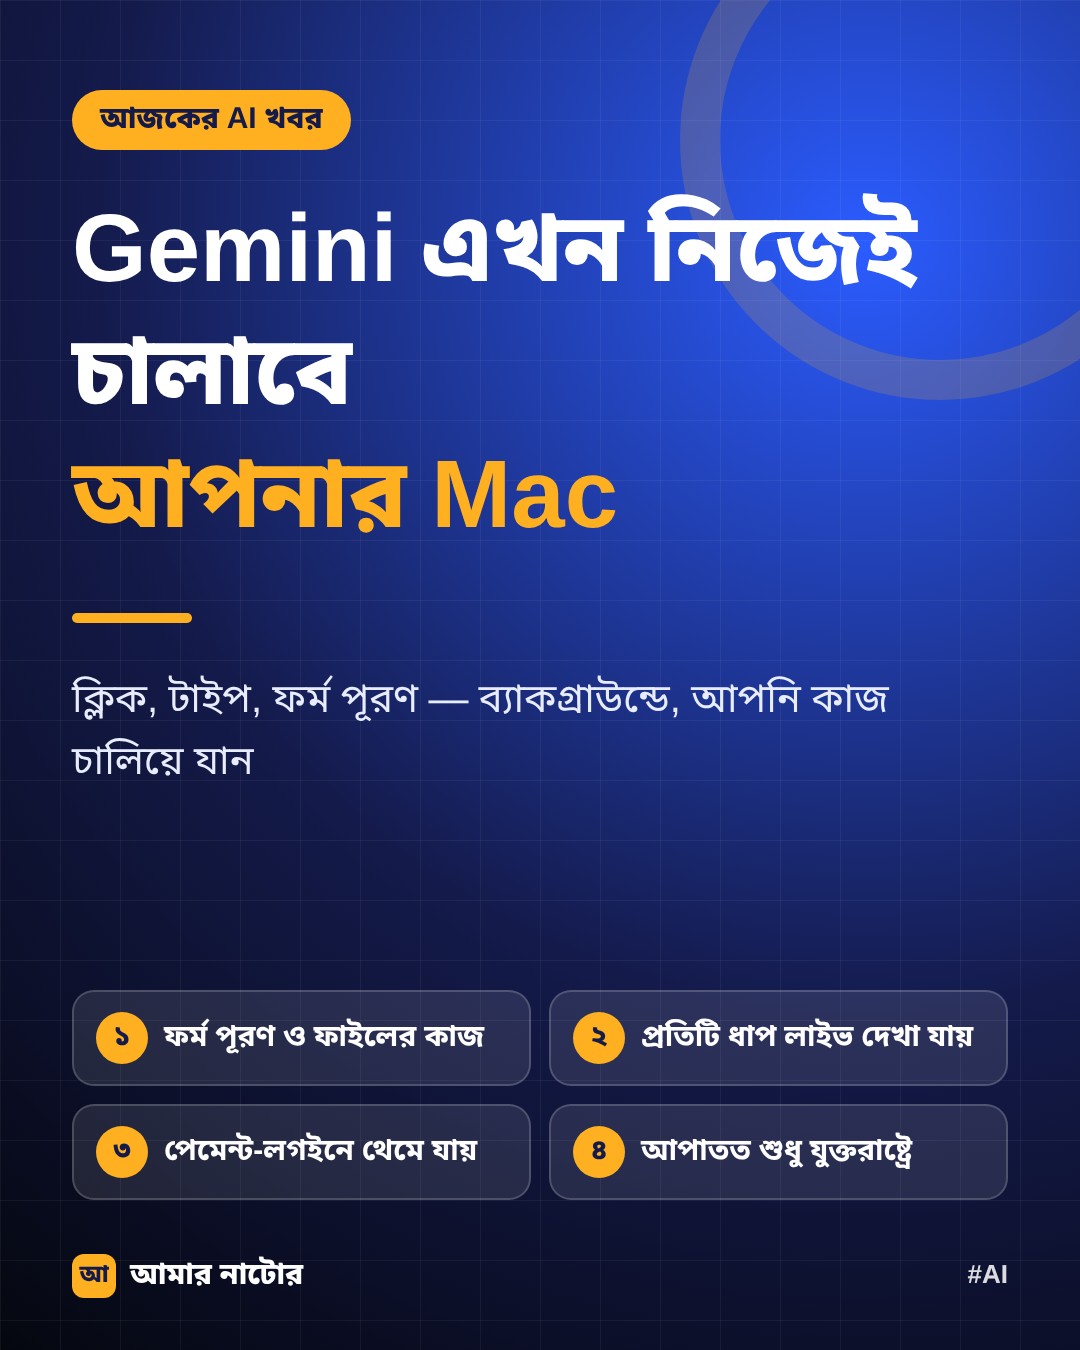 আজকের AI খবর
Gemini এখন নিজেই
চালাবে
আপনার Mac
ক্লিক, টাইপ, ফর্ম পূরণ — ব্যাকগ্রাউন্ডে, আপনি কাজ
চালিয়ে যান
১ ফর্ম পূরণ ও ফাইলের কাজ
২ প্রতিটি ধাপ লাইভ দেখা যায়
৩ পেমেন্ট-লগইনে থেমে যায়
৪ আপাতত শুধু যুক্তরাষ্ট্রে
আ আমার নাটোর
#AI